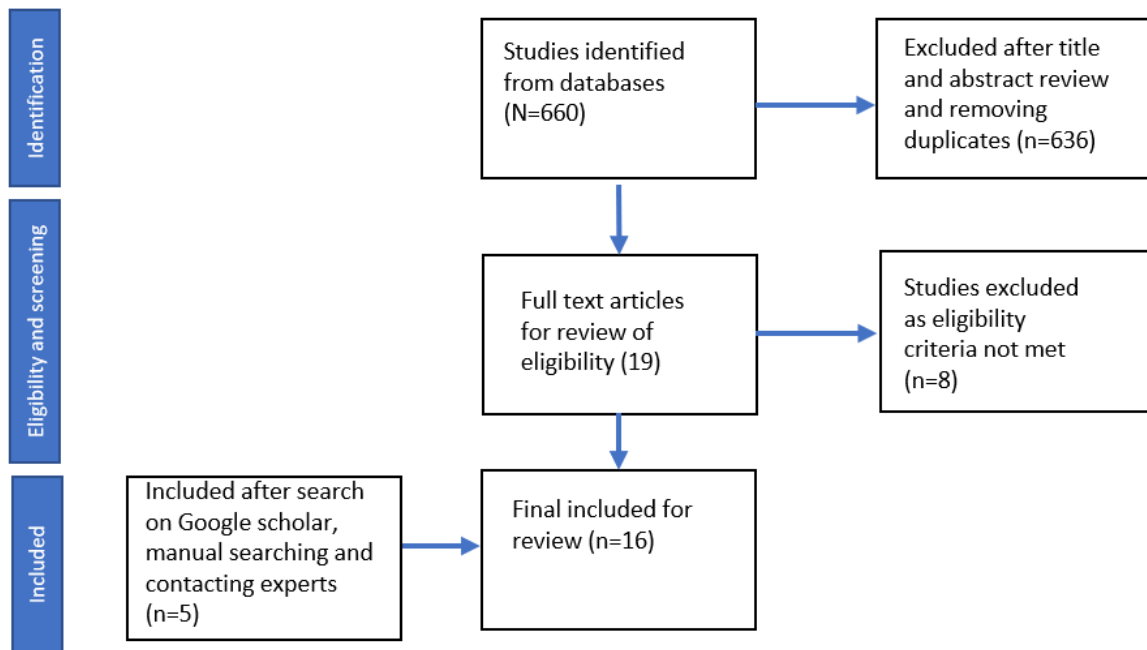 Identification
Studies identified
from databases
(N=660)
Excluded after title
and abstract review
and removing
duplicates (n=636)
Eligibility and screening
Full text articles
for review of
eligibility (19)
Studies excluded
as eligibility
criteria not met
(n=8)
Included
Included after search
on Google scholar,
manual searching and
contacting experts
(n=5)
Final included for
review (n=16)